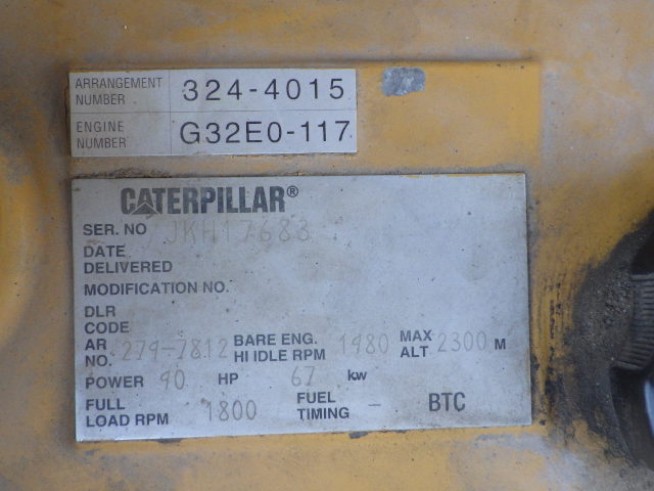 ARRANGEMENT NUMBER 324-4015
ENGINE NUMBER G32E0-117
CATERPILLAR®
SER. NO JKH17683
DATE DELIVERED
MODIFICATION NO.
DLR CODE
AR NO. 279-7812 BARE ENG. HI IDLE RPM 1980 MAX ALT 2300 M
POWER 90 HP 67 kw
FULL LOAD RPM 1800 FUEL TIMING – BTC